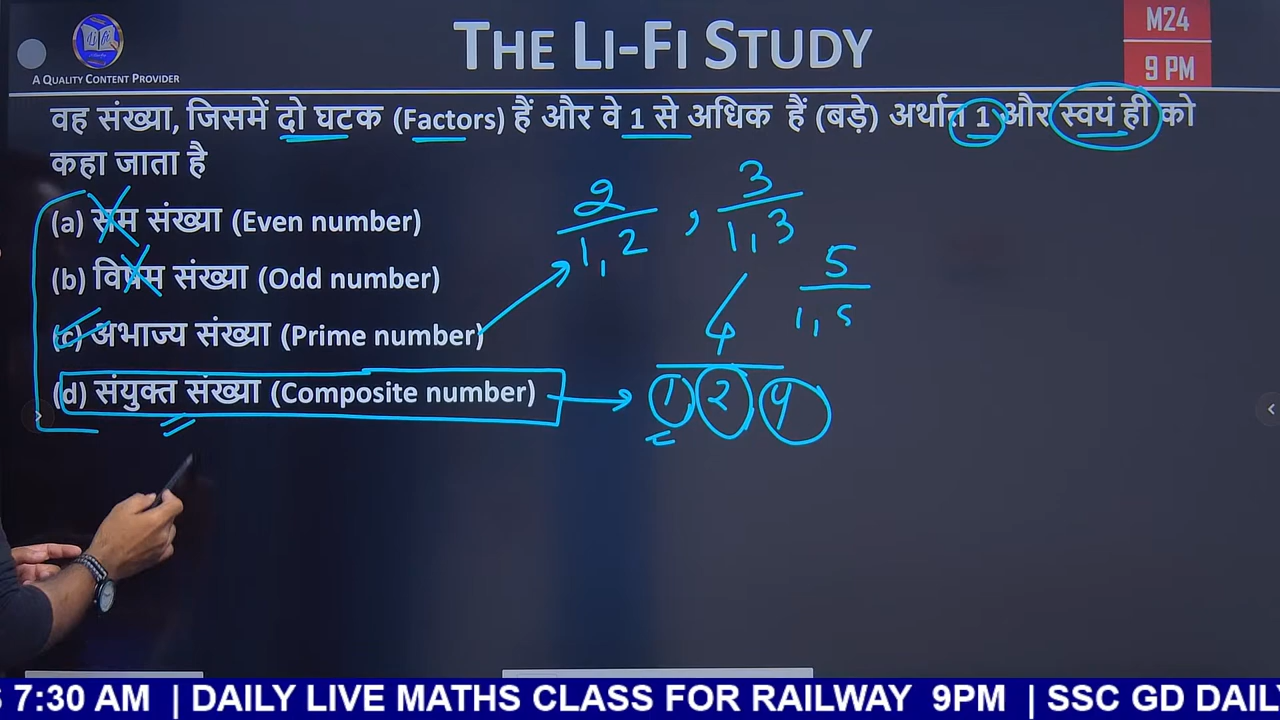 THE LI-FI STUDY
A QUALITY CONTENT PROVIDER
M24
9 PM
वह संख्या, जिसमें दो घटक (Factors) हैं और वे 1 से अधिक हैं (बड़े) अर्थात 1 और स्वयं ही को
कहा जाता है
(a) सम संख्या (Even number)
(b) विषम संख्या (Odd number)
(c) अभाज्य संख्या (Prime number)
(d) संयुक्त संख्या (Composite number)
2 , 3
1, 2 1, 3
5
1, 5
4
1 2 4
7:30 AM | DAILY LIVE MATHS CLASS FOR RAILWAY 9PM | SSC GD DAIL